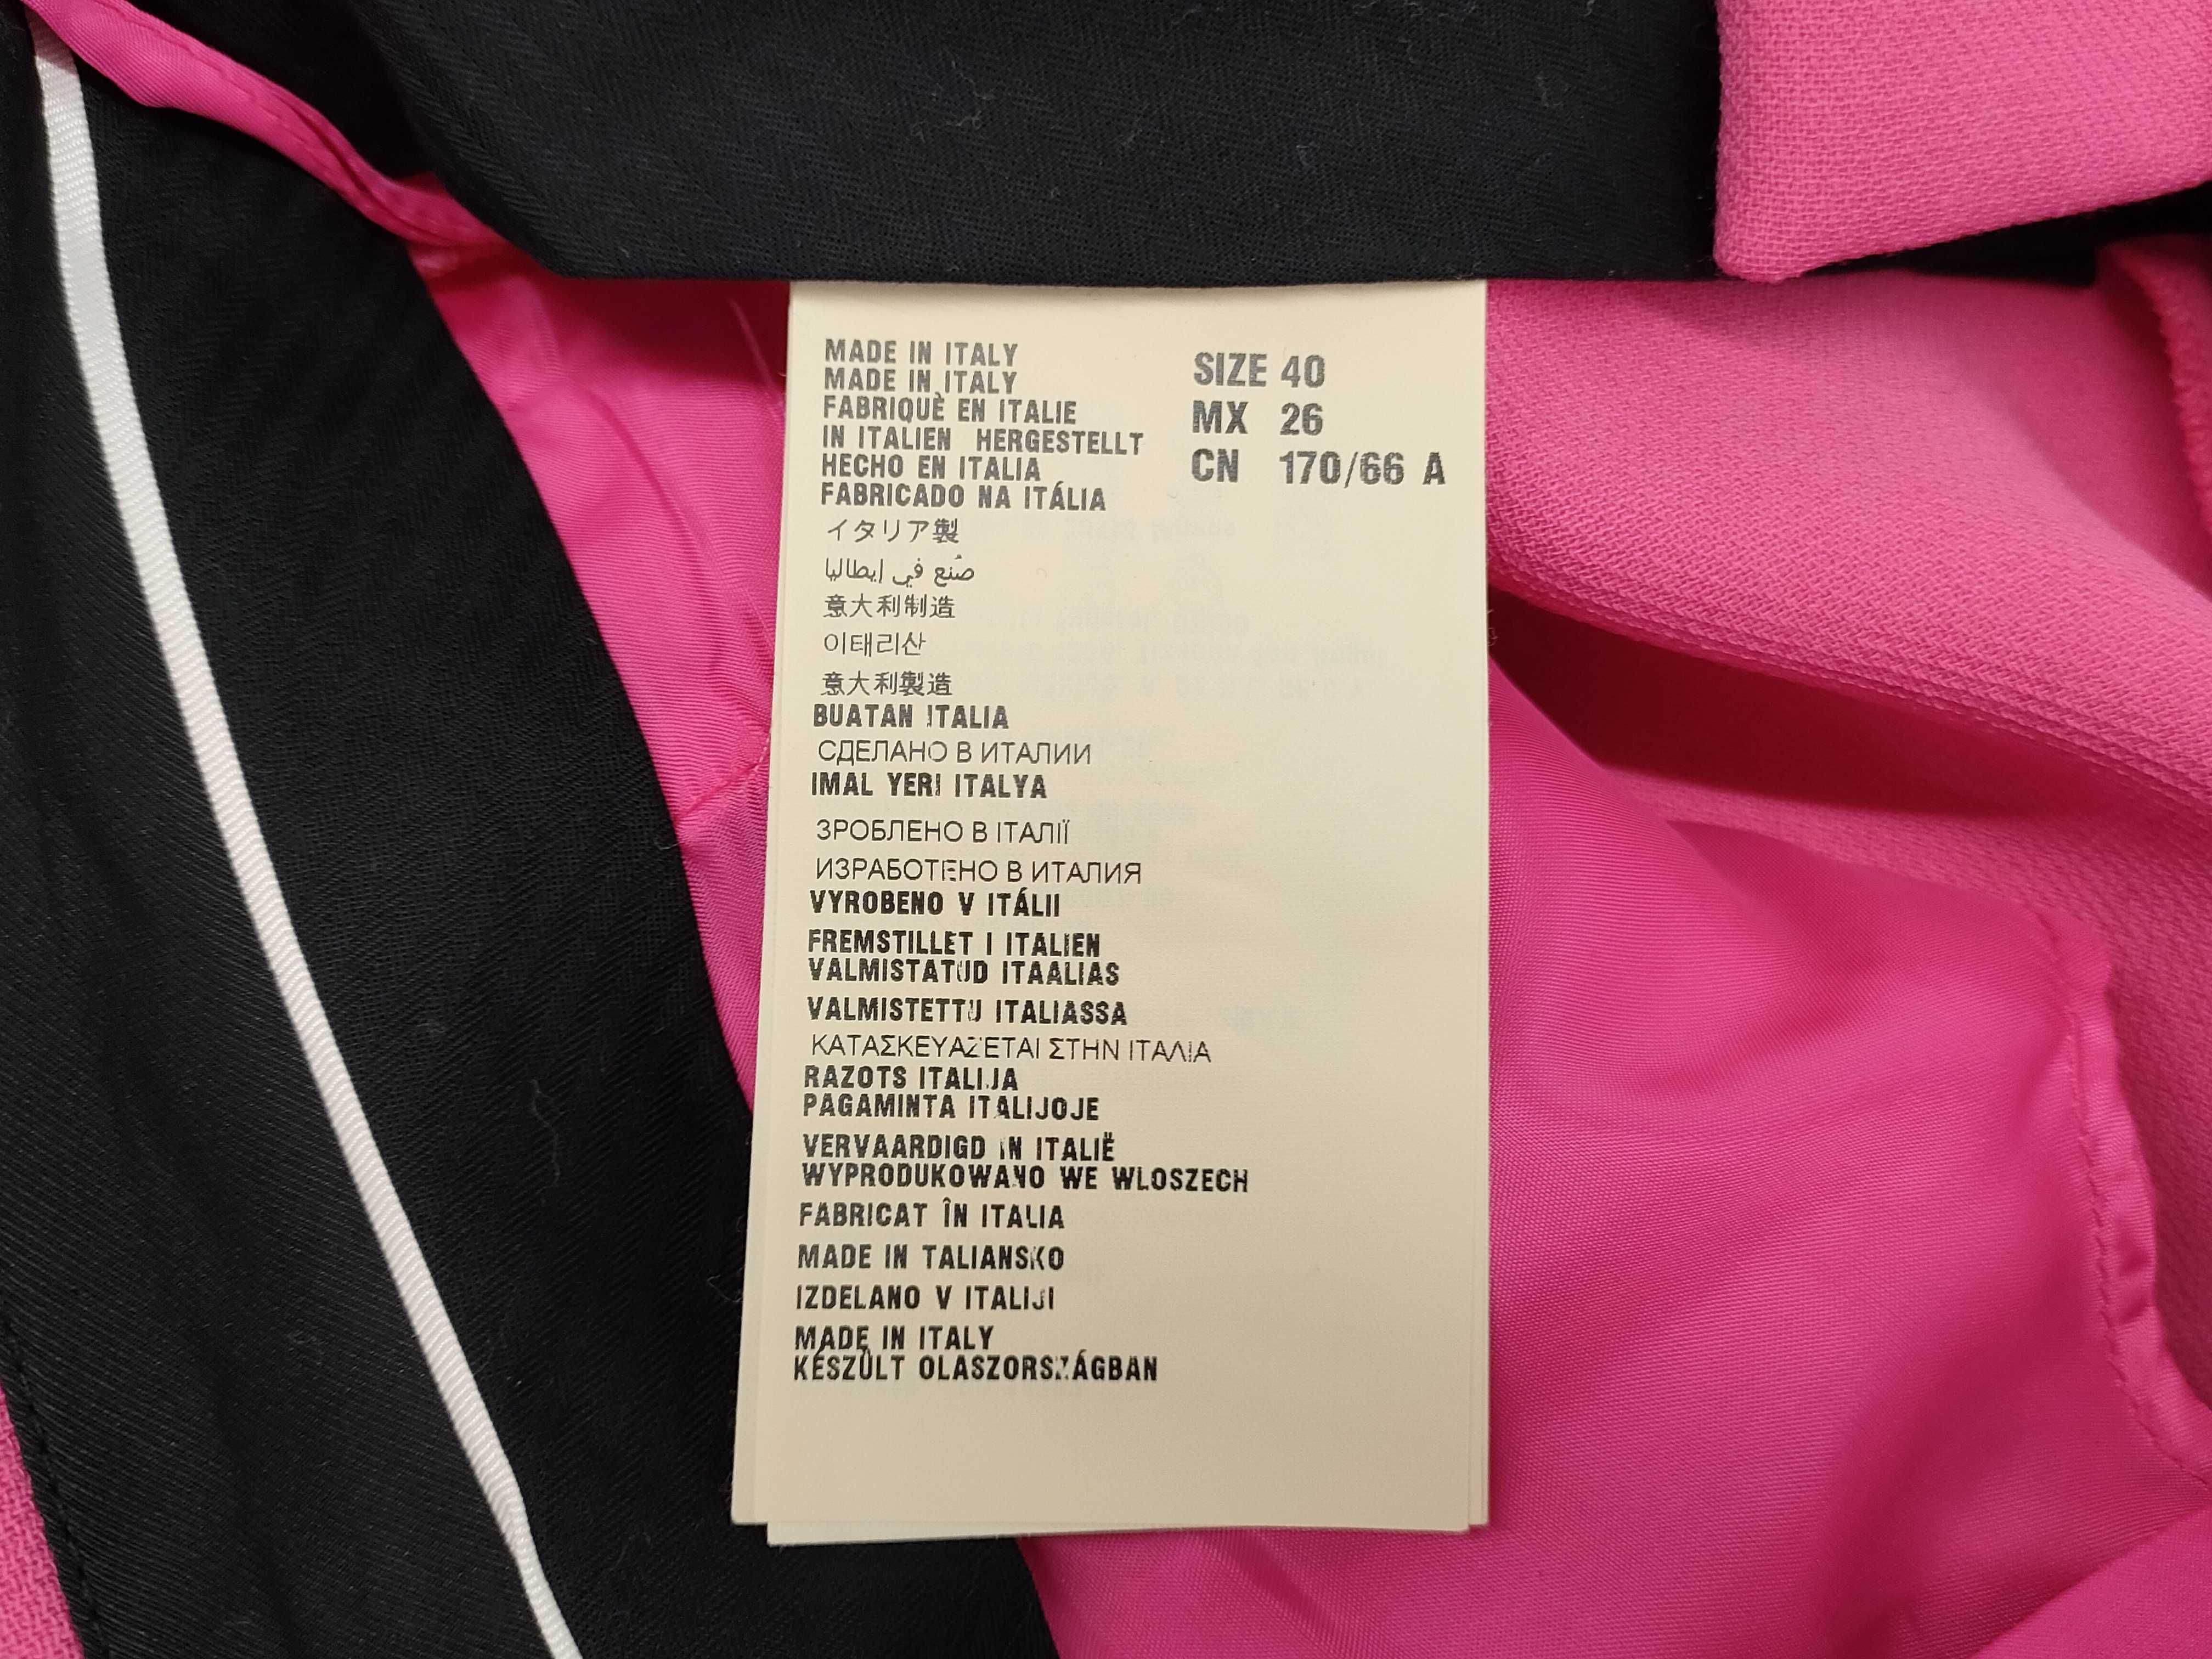 MADE IN ITALY
MADE IN ITALY
FABRIQUÈ EN ITALIE
IN ITALIEN HERGESTELLT
HECHO EN ITALIA
FABRICADO NA ITÁLIA
イタリア製
صُنع في إيطاليا
意大利制造
이태리산
意大利製造
BUATAN ITALIA
СДЕЛАНО В ИТАЛИИ
IMAL YERI ITALYA
ЗРОБЛЕНО В ІТАЛІЇ
ИЗРАБОТЕНО В ИТАЛИЯ
VYROBENO V ITÁLII
FREMSTILLET I ITALIEN
VALMISTATUD ITAALIAS
VALMISTETTU ITALIASSA
ΚΑΤΑΣΚΕΥΑΖΕΤΑΙ ΣΤΗΝ ΙΤΑΛΙΑ
RAZOTS ITALIJA
PAGAMINTA ITALIJOJE
VERVAARDIGD IN ITALIË
WYPRODUKOWANO WE WLOSZECH
FABRICAT ÎN ITALIA
MADE IN TALIANSKO
IZDELANO V ITALIJI
MADE IN ITALY
KÉSZÜLT OLASZORSZÁGBAN
SIZE 40
MX 26
CN 170/66 A